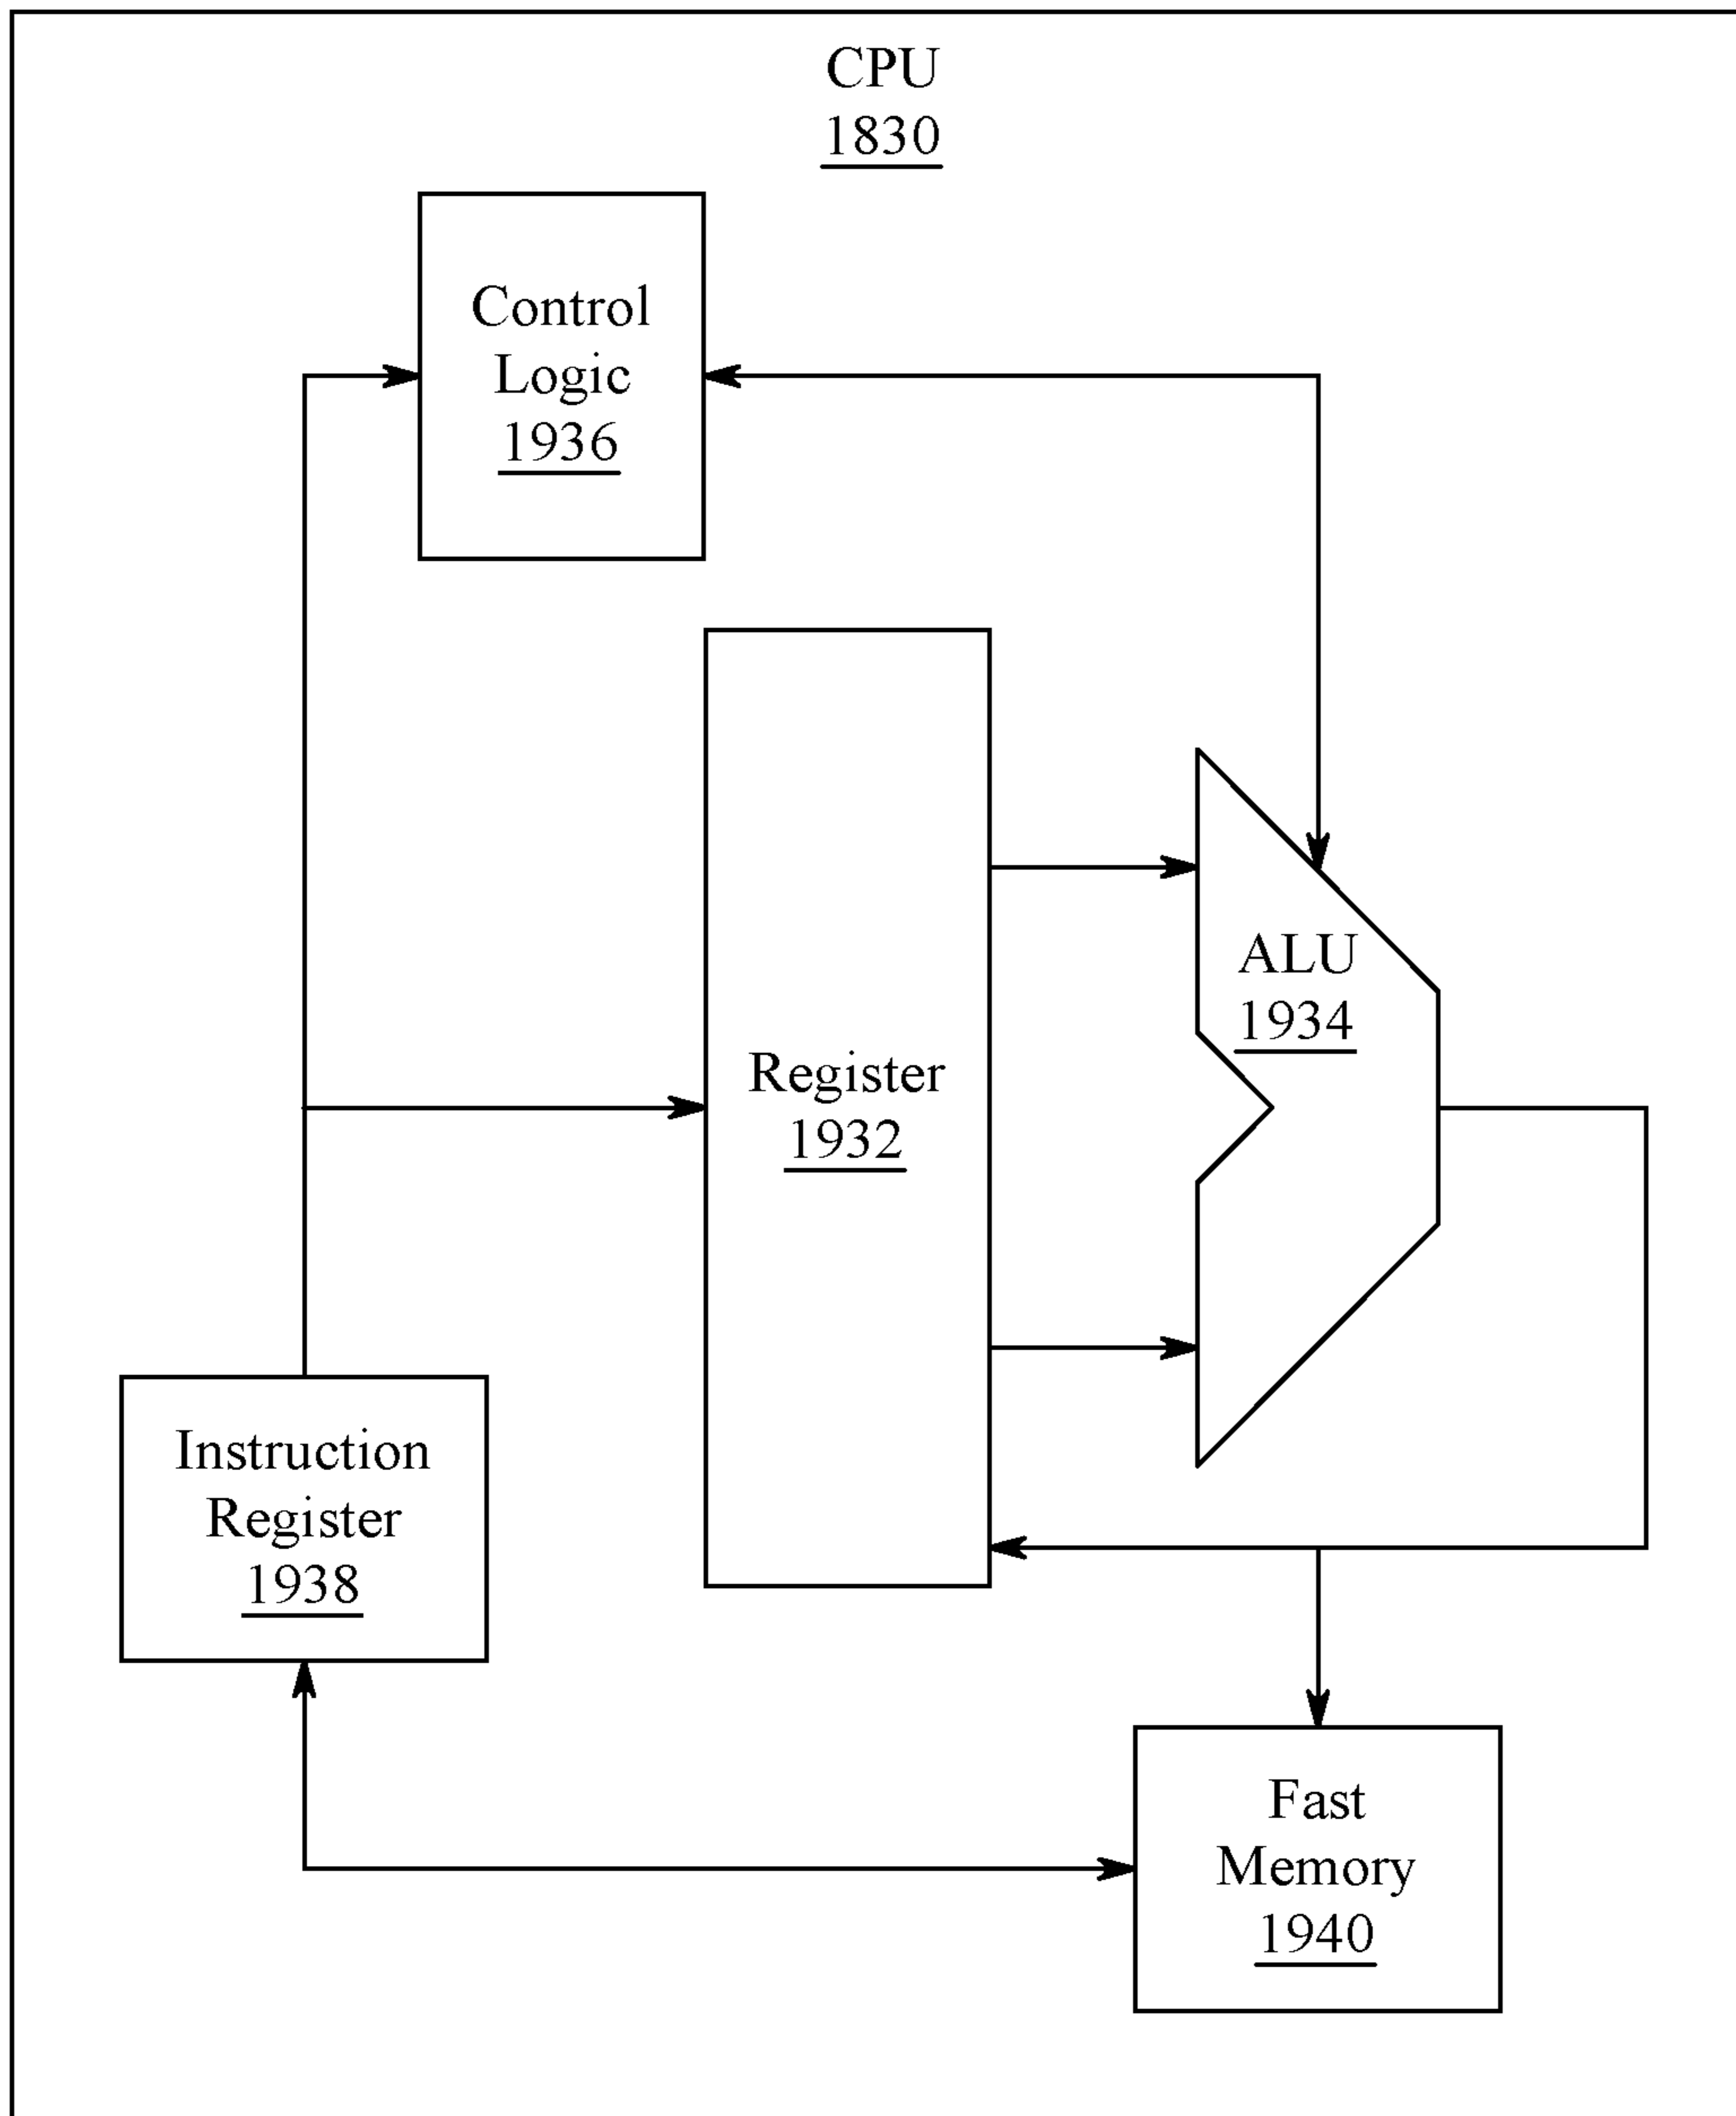 CPU
1830
Control
Logic
1936
ALU
1934
Register
1932
Instruction
Register
1938
Fast
Memory
1940